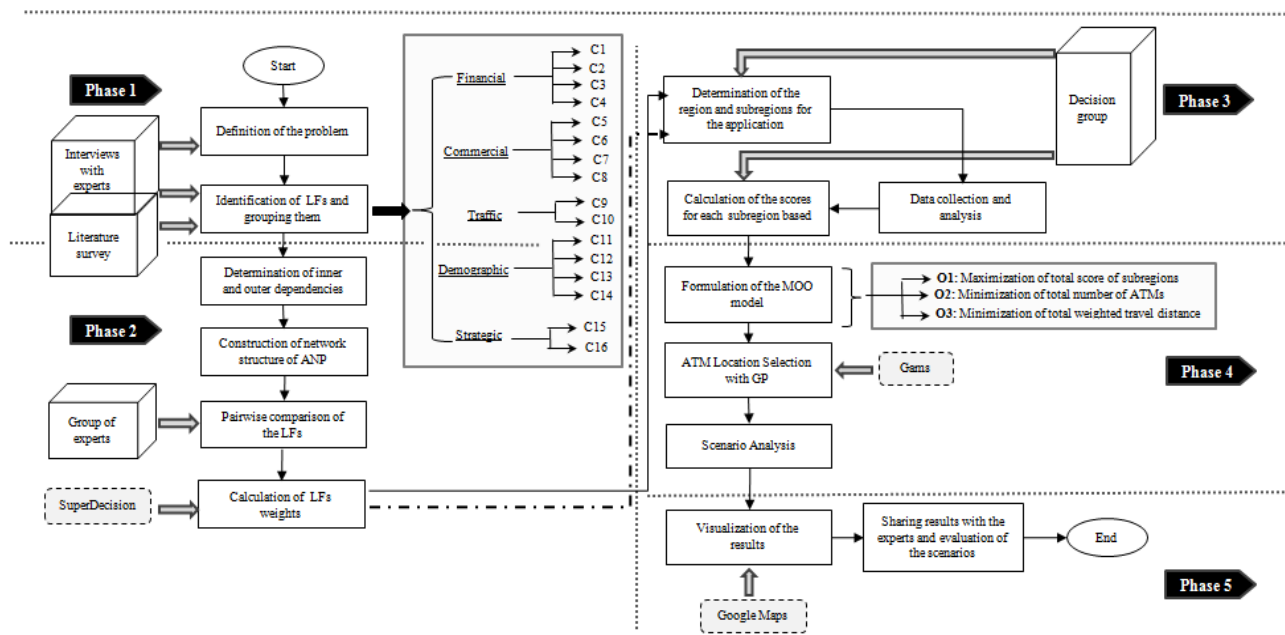 Phase 1
Start
Definition of the problem
Interviews with
experts
Identification of LFs and
grouping them
Literature
survey
Financial
C1
C2
C3
C4
Commercial
C5
C6
C7
C8
Traffic
C9
C10
Demographic
C11
C12
C13
C14
Strategic
C15
C16
Phase 2
Determination of inner
and outer dependencies
Construction of network
structure of ANP
Group of
experts
Pairwise comparison of
the LFs
SuperDecision
Calculation of LFs
weights
Phase 3
Decision
group
Determination of the
region and subregions for
the application
Data collection and
analysis
Calculation of the scores
for each subregion based
Phase 4
Formulation of the MOO
model
O1: Maximization of total score of subregions
O2: Minimization of total number of ATMs
O3: Minimization of total weighted travel distance
ATM Location Selection
with GP
Gams
Scenario Analysis
Phase 5
Visualization of the
results
Sharing results with the
experts and evaluation of
the scenarios
End
Google Maps